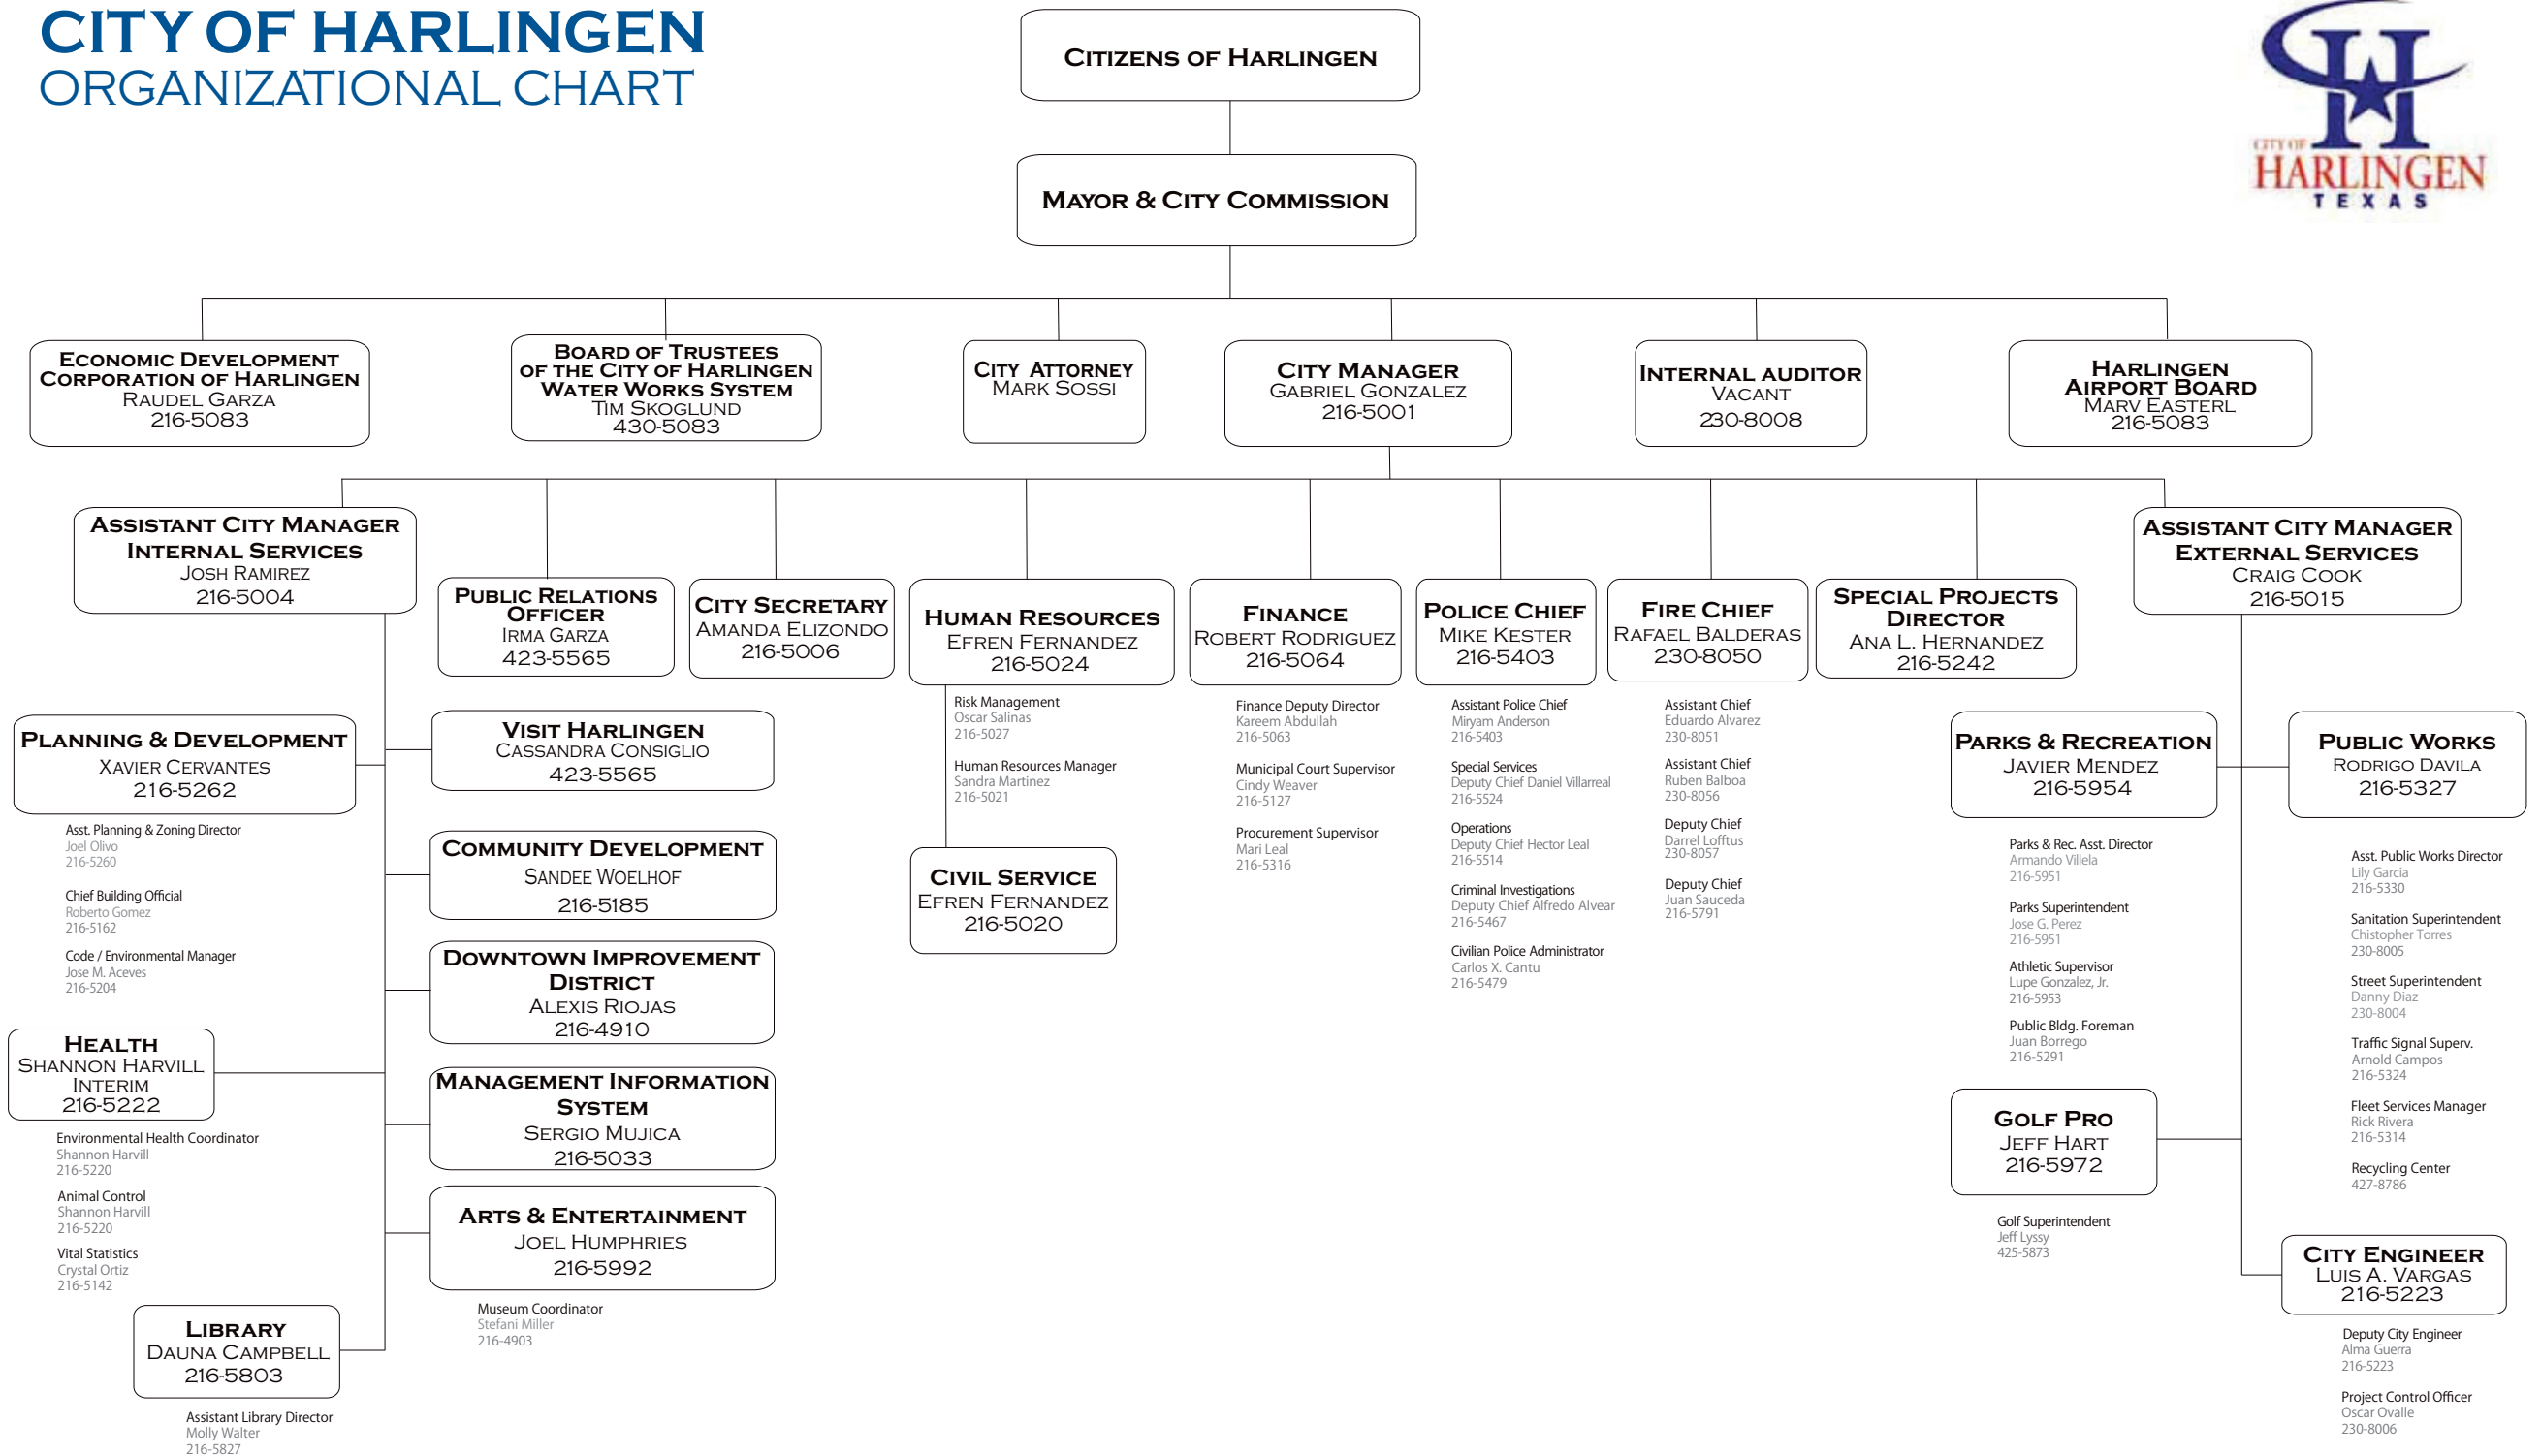 CITY OF HARLINGEN
ORGANIZATIONAL CHART
CITY OF
HARLINGEN
TEXAS
CITIZENS OF HARLINGEN
MAYOR & CITY COMMISSION
ECONOMIC DEVELOPMENT
CORPORATION OF HARLINGEN
RAUDEL GARZA
216-5083
BOARD OF TRUSTEES
OF THE CITY OF HARLINGEN
WATER WORKS SYSTEM
TIM SKOGLUND
430-5083
CITY ATTORNEY
MARK SOSSI
CITY MANAGER
GABRIEL GONZALEZ
216-5001
INTERNAL AUDITOR
VACANT
230-8008
HARLINGEN
AIRPORT BOARD
MARV EASTERL
216-5083
ASSISTANT CITY MANAGER
INTERNAL SERVICES
JOSH RAMIREZ
216-5004
PUBLIC RELATIONS
OFFICER
IRMA GARZA
423-5565
CITY SECRETARY
AMANDA ELIZONDO
216-5006
HUMAN RESOURCES
EFREN FERNANDEZ
216-5024
FINANCE
ROBERT RODRIGUEZ
216-5064
POLICE CHIEF
MIKE KESTER
216-5403
FIRE CHIEF
RAFAEL BALDERAS
230-8050
SPECIAL PROJECTS
DIRECTOR
ANA L. HERNANDEZ
216-5242
ASSISTANT CITY MANAGER
EXTERNAL SERVICES
CRAIG COOK
216-5015
PLANNING & DEVELOPMENT
XAVIER CERVANTES
216-5262
Asst. Planning & Zoning Director
Joel Olivo
216-5260
Chief Building Official
Roberto Gomez
216-5162
Code / Environmental Manager
Jose M. Aceves
216-5204
HEALTH
SHANNON HARVILL
INTERIM
216-5222
Environmental Health Coordinator
Shannon Harvill
216-5220
Animal Control
Shannon Harvill
216-5220
Vital Statistics
Crystal Ortiz
216-5142
LIBRARY
DAUNA CAMPBELL
216-5803
Assistant Library Director
Molly Walter
216-5827
VISIT HARLINGEN
CASSANDRA CONSIGLIO
423-5565
COMMUNITY DEVELOPMENT
SANDEE WOELHOF
216-5185
DOWNTOWN IMPROVEMENT
DISTRICT
ALEXIS RIOJAS
216-4910
MANAGEMENT INFORMATION
SYSTEM
SERGIO MUJICA
216-5033
ARTS & ENTERTAINMENT
JOEL HUMPHRIES
216-5992
Museum Coordinator
Stefani Miller
216-4903
Risk Management
Oscar Salinas
216-5027
Human Resources Manager
Sandra Martinez
216-5021
CIVIL SERVICE
EFREN FERNANDEZ
216-5020
Finance Deputy Director
Kareem Abdullah
216-5063
Municipal Court Supervisor
Cindy Weaver
216-5127
Procurement Supervisor
Mari Leal
216-5316
Assistant Police Chief
Miryam Anderson
216-5403
Special Services
Deputy Chief Daniel Villarreal
216-5524
Operations
Deputy Chief Hector Leal
216-5514
Criminal Investigations
Deputy Chief Alfredo Alvear
216-5467
Civilian Police Administrator
Carlos X. Cantu
216-5479
Assistant Chief
Eduardo Alvarez
230-8051
Assistant Chief
Ruben Balboa
230-8056
Deputy Chief
Darrel Lofftus
230-8057
Deputy Chief
Juan Sauceda
216-5791
PARKS & RECREATION
JAVIER MENDEZ
216-5954
Parks & Rec. Asst. Director
Armando Villela
216-5951
Parks Superintendent
Jose G. Perez
216-5951
Athletic Supervisor
Lupe Gonzalez, Jr.
216-5953
Public Bldg. Foreman
Juan Borrego
216-5291
GOLF PRO
JEFF HART
216-5972
Golf Superintendent
Jeff Lyssy
425-5873
PUBLIC WORKS
RODRIGO DAVILA
216-5327
Asst. Public Works Director
Lily Garcia
216-5330
Sanitation Superintendent
Chistopher Torres
230-8005
Street Superintendent
Danny Diaz
230-8004
Traffic Signal Superv.
Arnold Campos
216-5324
Fleet Services Manager
Rick Rivera
216-5314
Recycling Center
427-8786
CITY ENGINEER
LUIS A. VARGAS
216-5223
Deputy City Engineer
Alma Guerra
216-5223
Project Control Officer
Oscar Ovalle
230-8006